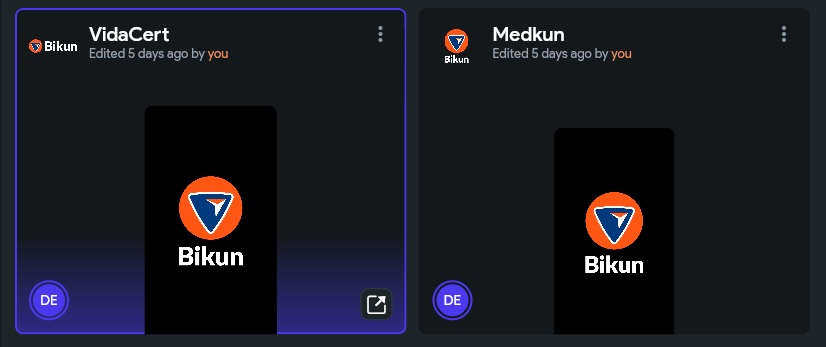 Bikun
VidaCert
Edited 5 days ago by you
Bikun
DE
Bikun
Medkun
Edited 5 days ago by you
Bikun
DE